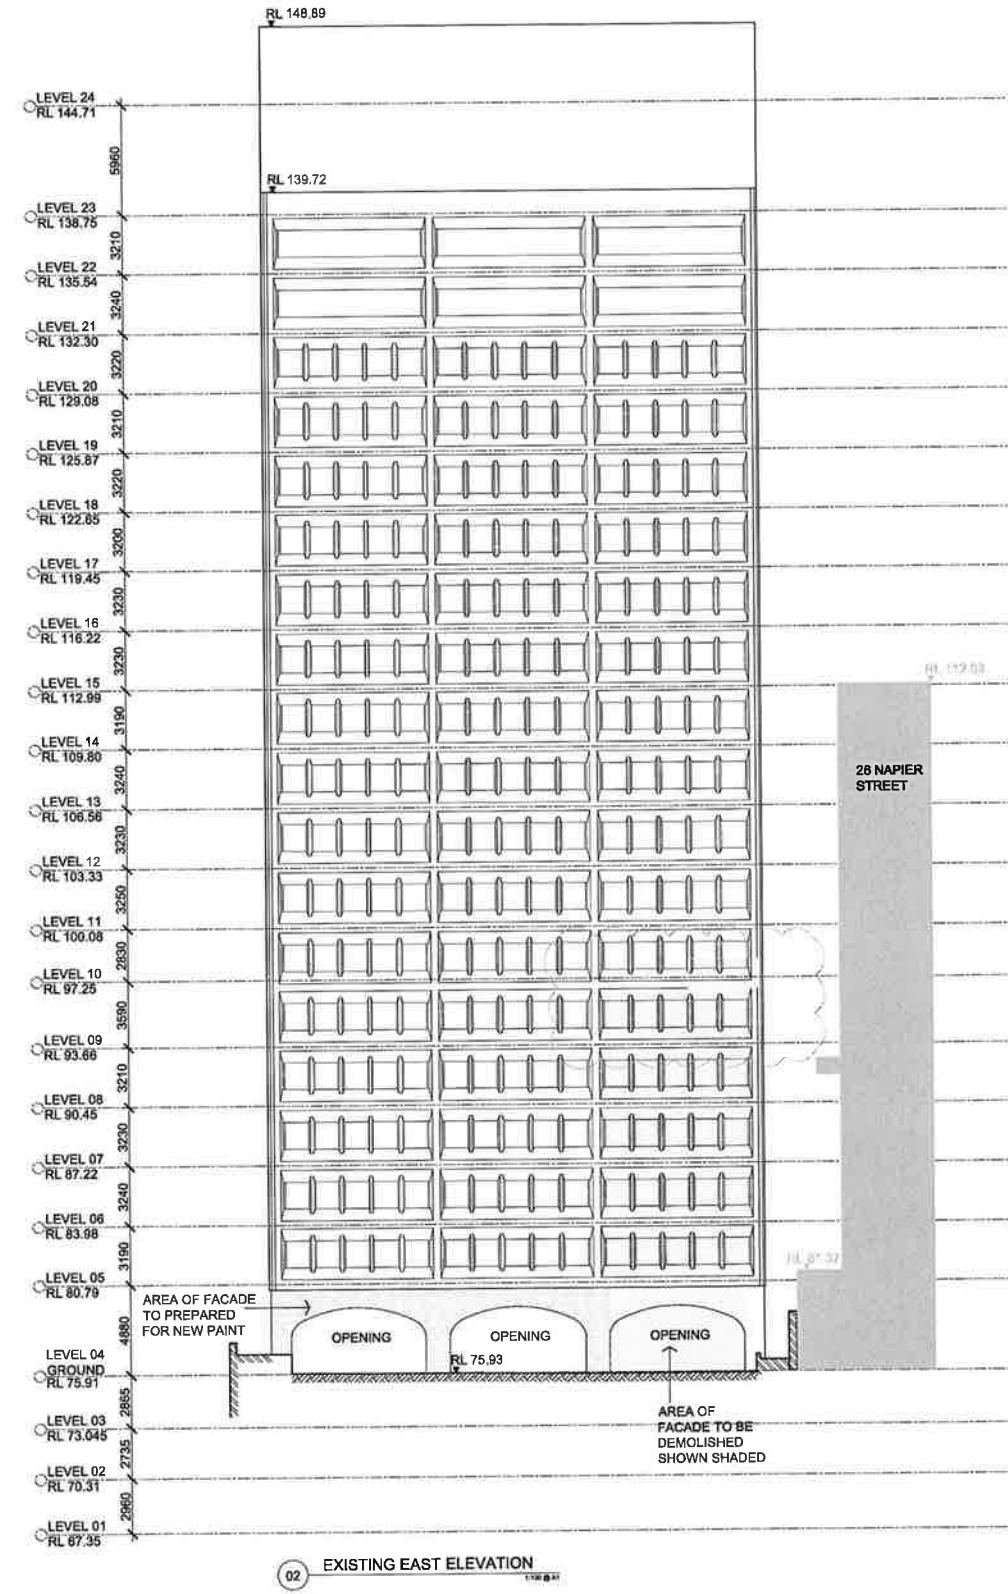 RL 148.89
LEVEL 24
RL 144.71
5960
RL 139.72
LEVEL 23
RL 138.75
3210
LEVEL 22
RL 135.54
3240
LEVEL 21
RL 132.30
3220
LEVEL 20
RL 129.08
3210
LEVEL 19
RL 125.87
3220
LEVEL 18
RL 122.65
3200
LEVEL 17
RL 119.45
3230
LEVEL 16
RL 116.22
3230
LEVEL 15
RL 112.99
3190
LEVEL 14
RL 109.80
3240
LEVEL 13
RL 106.56
3230
LEVEL 12
RL 103.33
3250
LEVEL 11
RL 100.08
2830
LEVEL 10
RL 97.25
3590
LEVEL 09
RL 93.66
3210
LEVEL 08
RL 90.45
3230
LEVEL 07
RL 87.22
3240
LEVEL 06
RL 83.98
3190
LEVEL 05
RL 80.79
4880
LEVEL 04
GROUND
RL 75.91
2865
LEVEL 03
RL 73.045
2735
LEVEL 02
RL 70.31
2960
LEVEL 01
RL 67.35
26 NAPIER
STREET
AREA OF FACADE
TO PREPARED
FOR NEW PAINT
OPENING
OPENING
OPENING
RL 75.93
AREA OF
FACADE TO BE
DEMOLISHED
SHOWN SHADED
02
EXISTING EAST ELEVATION